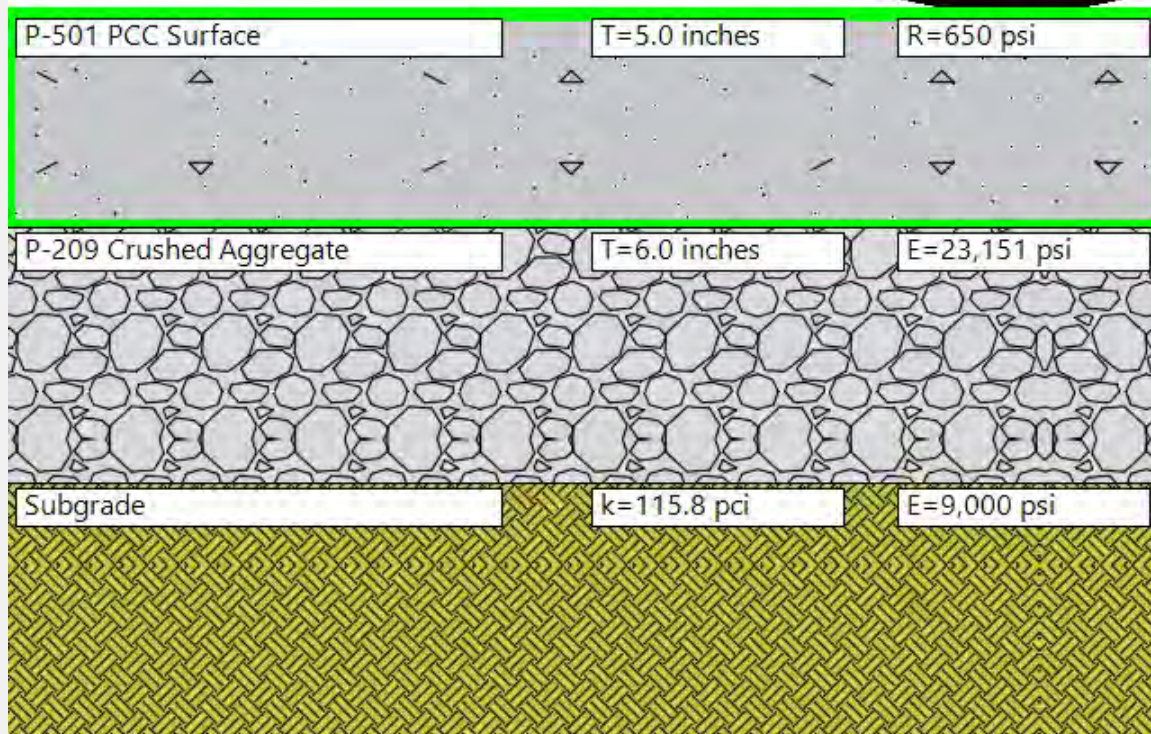 P-501 PCC Surface T=5.0 inches R=650 psi
P-209 Crushed Aggregate T=6.0 inches E=23,151 psi
Subgrade k=115.8 pci E=9,000 psi